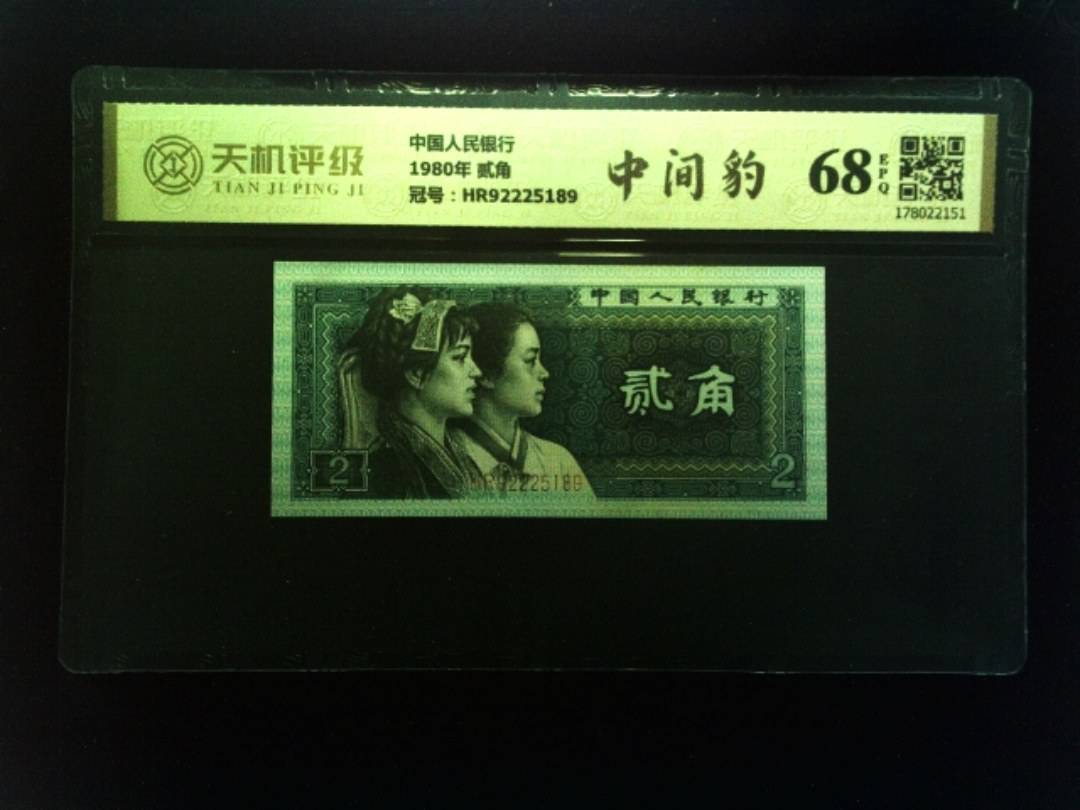 天机评级
TIAN JI PING JI
中国人民银行
1980年 贰角
冠号：HR92225189
中间豹
68
EPQ
178022151
中國人民銀行
贰角
2
2
HR92225189